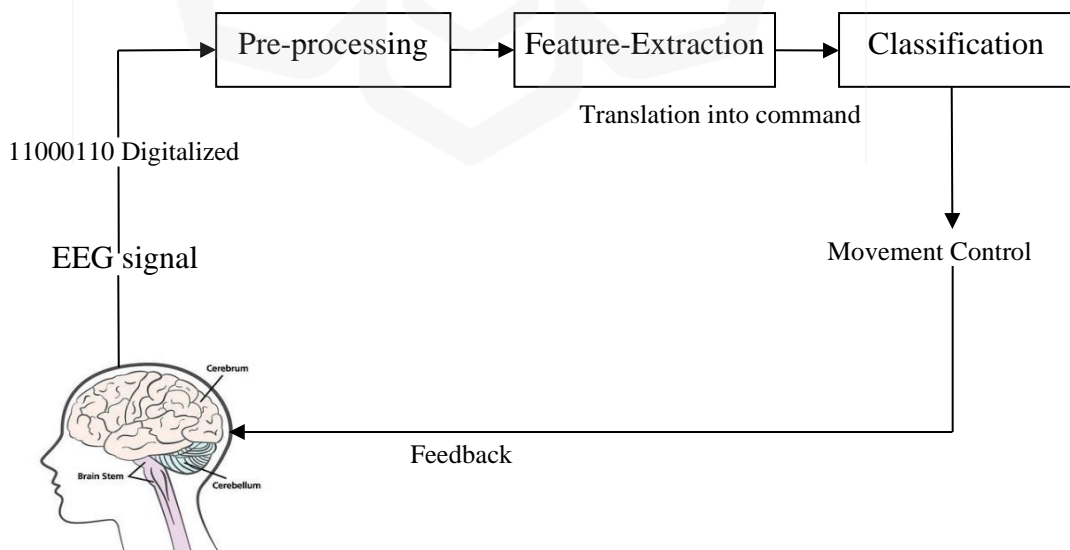 Pre-processing
Feature-Extraction
Classification
Translation into command
11000110 Digitalized
EEG signal
Movement Control
Cerebrum
Feedback
Brain Stem
Cerebellum